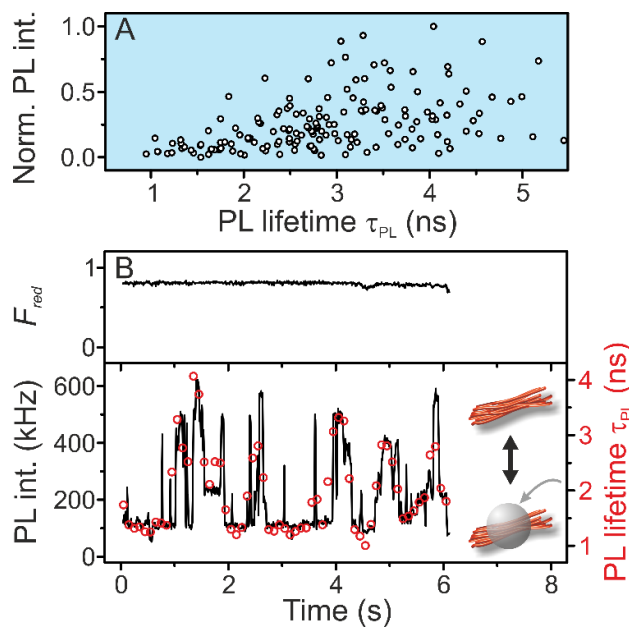 A
Norm. PL int.
1.0
0.5
0.0
1 2 3 4 5
PL lifetime τPL (ns)
B
Fred
1
0
PL int. (kHz)
600
400
200
0
4
3
2
1
PL lifetime τPL (ns)
0 2 4 6 8
Time (s)